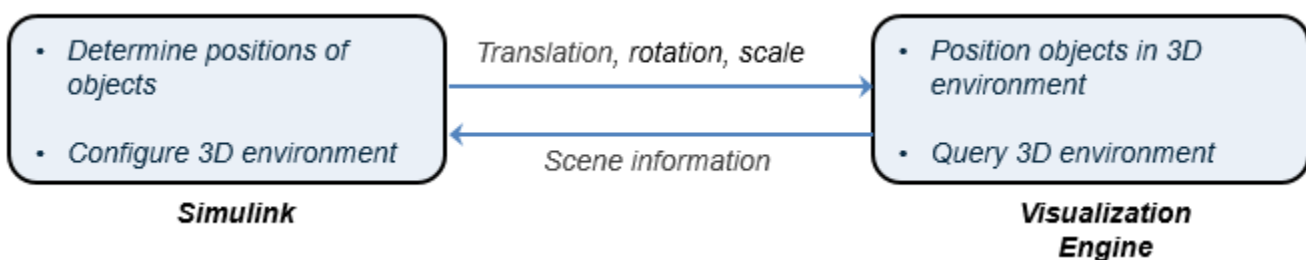 • Determine positions of
objects
• Configure 3D environment
Simulink
Translation, rotation, scale
Scene information
• Position objects in 3D
environment
• Query 3D environment
Visualization
Engine